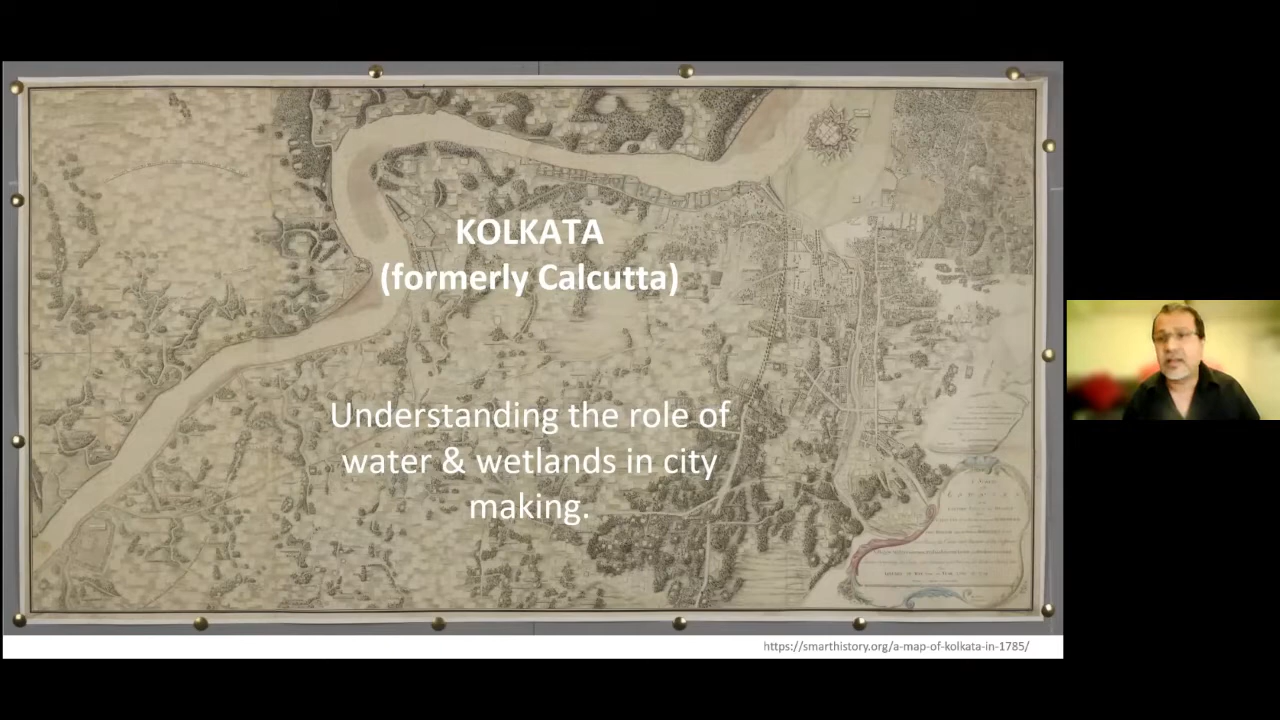 KOLKATA
(formerly Calcutta)
Understanding the role of
water & wetlands in city
making.
https://smarthistory.org/a-map-of-kolkata-in-1785/